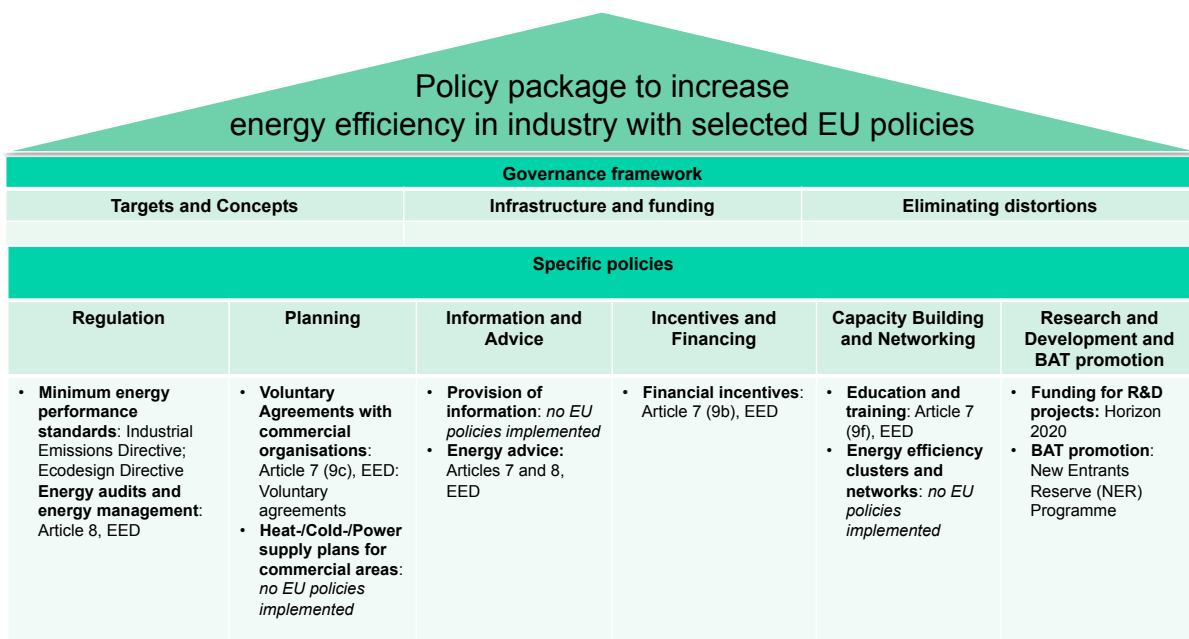 Policy package to increase
energy efficiency in industry with selected EU policies
Governance framework
Targets and Concepts
Infrastructure and funding
Eliminating distortions
Specific policies
Regulation
Planning
Information and
Advice
Incentives and
Financing
Capacity Building
and Networking
Research and
Development and
BAT promotion
• Minimum energy
performance
standards: Industrial
Emissions Directive;
Ecodesign Directive
Energy audits and
energy management:
Article 8, EED
• Voluntary
Agreements with
commercial
organisations:
Article 7 (9c), EED:
Voluntary
agreements
• Heat-/Cold-/Power
supply plans for
commercial areas:
no EU policies
implemented
• Provision of
information: no EU
policies implemented
• Energy advice:
Articles 7 and 8,
EED
• Financial incentives:
Article 7 (9b), EED
• Education and
training: Article 7
(9f), EED
• Energy efficiency
clusters and
networks: no EU
policies
implemented
• Funding for R&D
projects: Horizon
2020
• BAT promotion:
New Entrants
Reserve (NER)
Programme